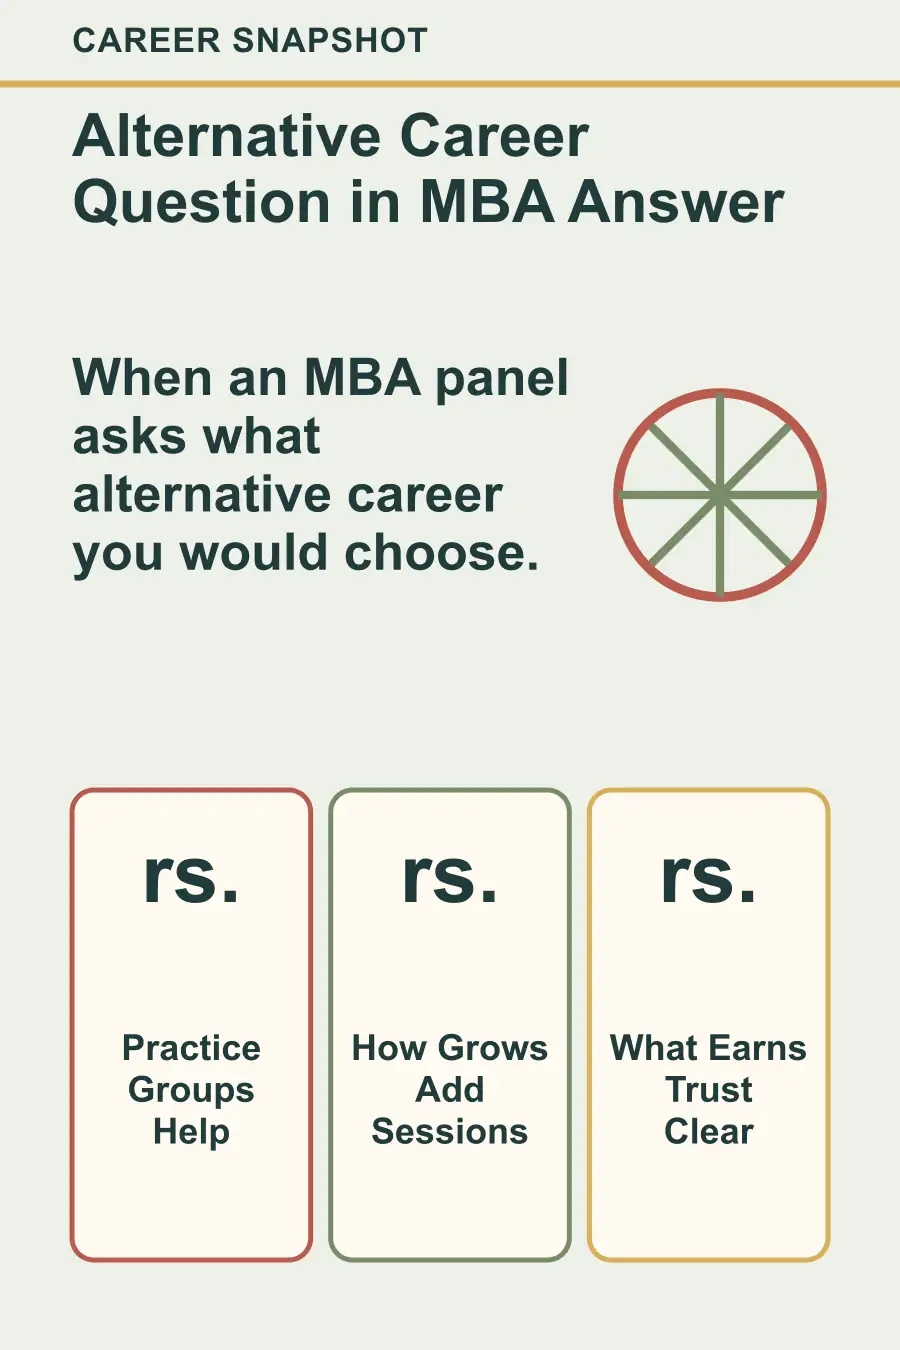 CAREER SNAPSHOT
Alternative Career
Question in MBA Answer
When an MBA panel
asks what
alternative career
you would choose.
rs.
Practice
Groups
Help
rs.
How Grows
Add
Sessions
rs.
What Earns
Trust
Clear